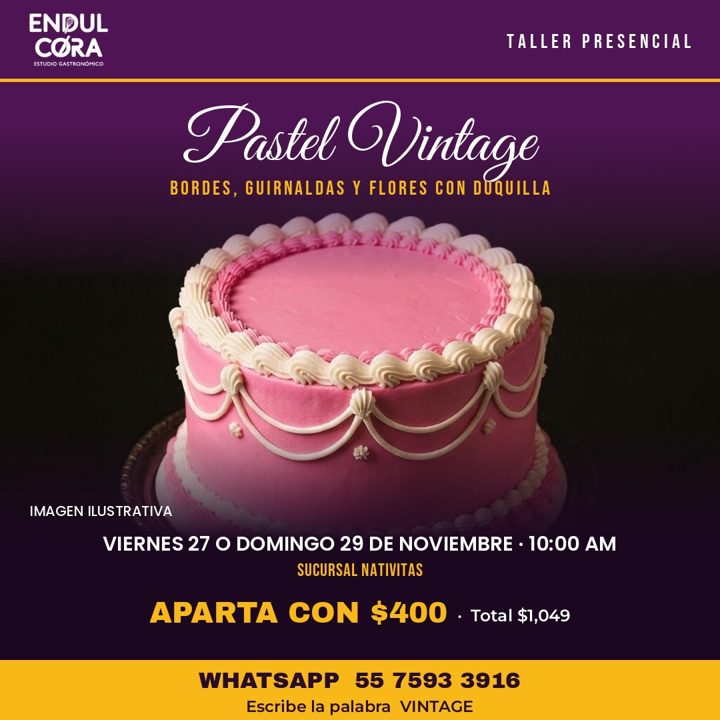 ENDUL
CØRA
ESTUDIO GASTRONÓMICO
TALLER PRESENCIAL
Pastel Vintage
BORDES, GUIRNALDAS Y FLORES CON DUQUILLA
IMAGEN ILUSTRATIVA
VIERNES 27 O DOMINGO 29 DE NOVIEMBRE · 10:00 AM
SUCURSAL NATIVITAS
APARTA CON $400 · Total $1,049
WHATSAPP 55 7593 3916
Escribe la palabra VINTAGE